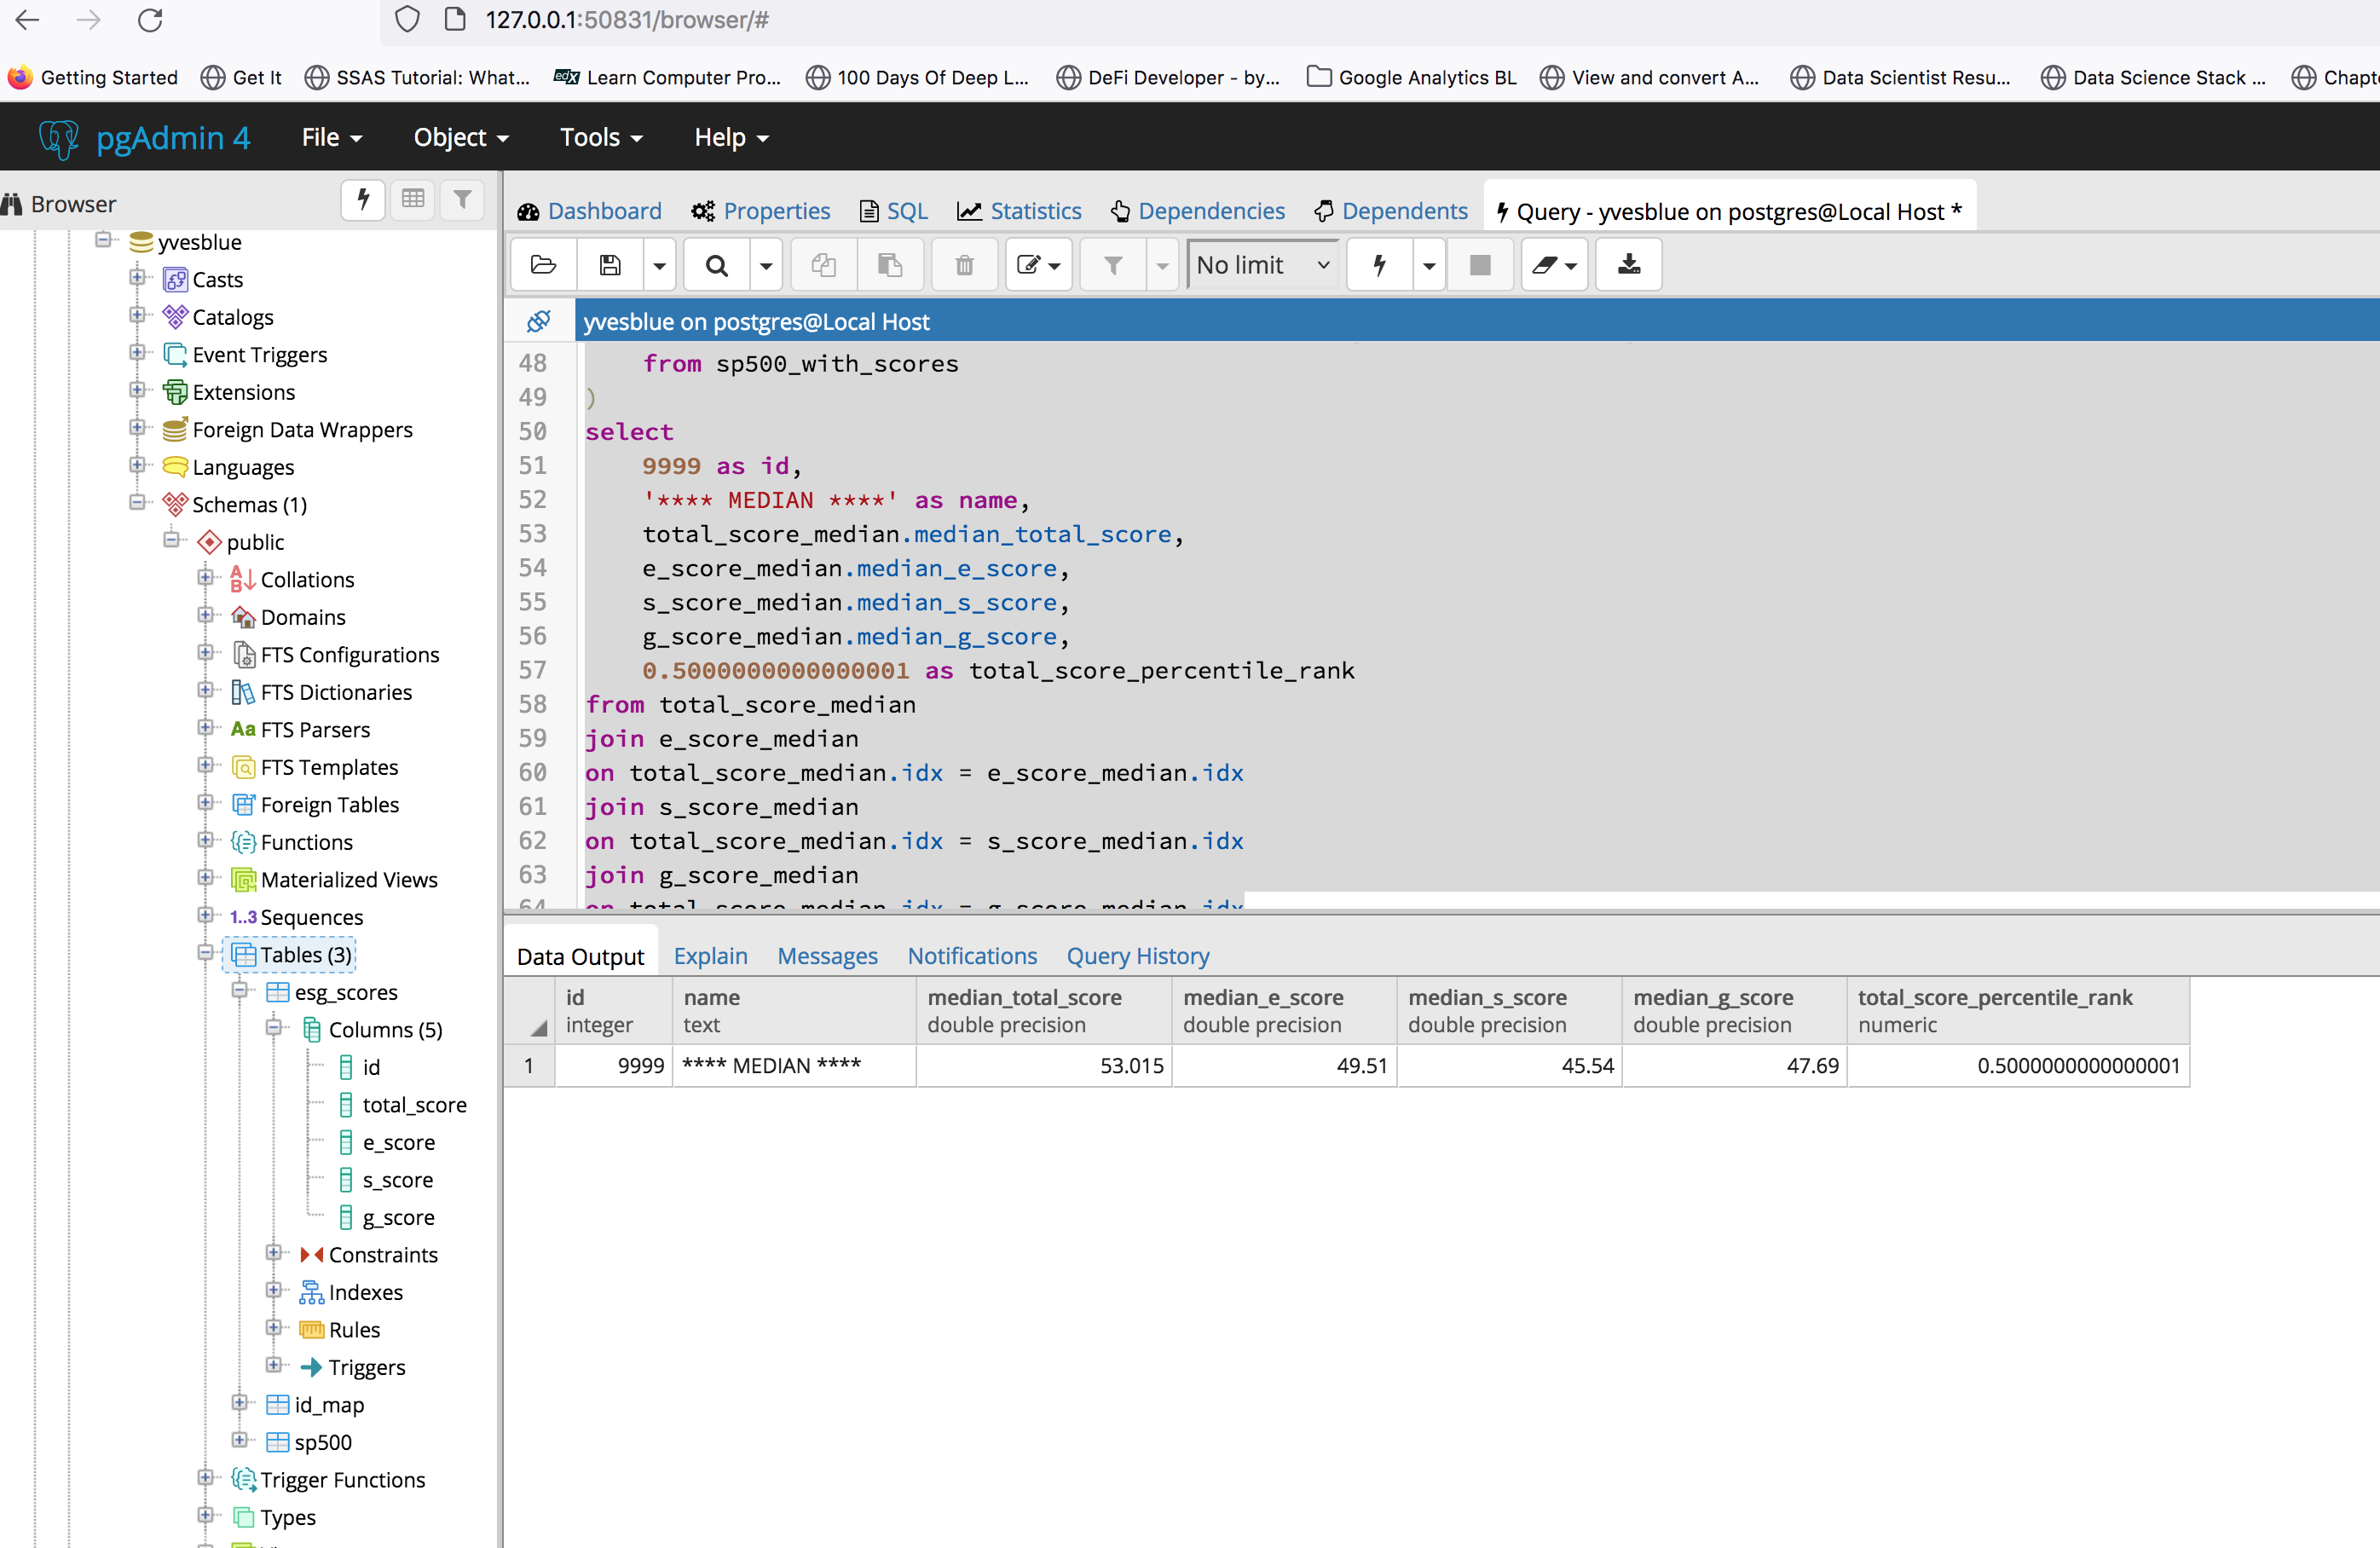 127.0.0.1:50831/browser/#
Getting Started Get It SSAS Tutorial: What... edX Learn Computer Pro... 100 Days Of Deep L... DeFi Developer - by... Google Analytics BL View and convert A... Data Scientist Resu... Data Science Stack ... Chapt
pgAdmin 4 File Object Tools Help
Browser
yvesblue
Casts
Catalogs
Event Triggers
Extensions
Foreign Data Wrappers
Languages
Schemas (1)
public
Collations
Domains
FTS Configurations
FTS Dictionaries
Aa FTS Parsers
FTS Templates
Foreign Tables
Functions
Materialized Views
1..3 Sequences
Tables (3)
esg_scores
Columns (5)
id
total_score
e_score
s_score
g_score
Constraints
Indexes
Rules
Triggers
id_map
sp500
Trigger Functions
Types
Dashboard Properties SQL Statistics Dependencies Dependents Query - yvesblue on postgres@Local Host *
No limit
yvesblue on postgres@Local Host
48 from sp500_with_scores
49 )
50 select
51 9999 as id,
52 '**** MEDIAN ****' as name,
53 total_score_median.median_total_score,
54 e_score_median.median_e_score,
55 s_score_median.median_s_score,
56 g_score_median.median_g_score,
57 0.5000000000000001 as total_score_percentile_rank
58 from total_score_median
59 join e_score_median
60 on total_score_median.idx = e_score_median.idx
61 join s_score_median
62 on total_score_median.idx = s_score_median.idx
63 join g_score_median
64 on total_score_median.idx = g_score_median.idx
Data Output Explain Messages Notifications Query History
id name median_total_score median_e_score median_s_score median_g_score total_score_percentile_rank
integer text double precision double precision double precision double precision numeric
1 9999 **** MEDIAN **** 53.015 49.51 45.54 47.69 0.5000000000000001